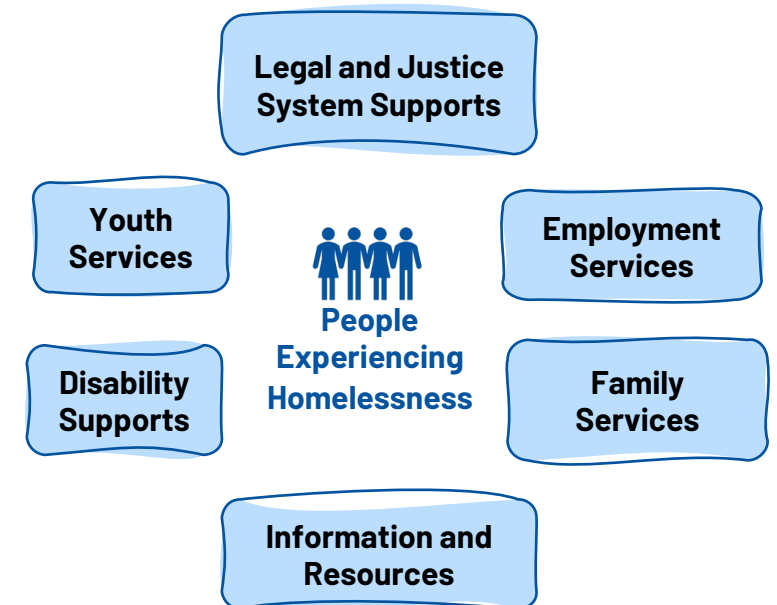 Legal and Justice
System Supports
Youth
Services
Employment
Services
People
Experiencing
Homelessness
Disability
Supports
Family
Services
Information and
Resources